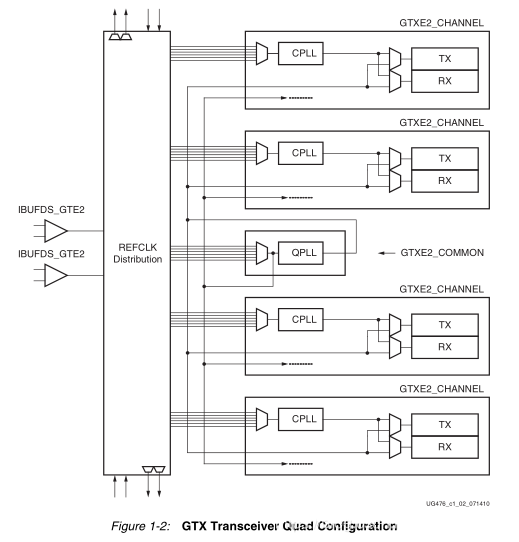 GTXE2_CHANNEL
CPLL
TX
RX
GTXE2_CHANNEL
CPLL
TX
RX
IBUFDS_GTE2
IBUFDS_GTE2
REFCLK
Distribution
QPLL
GTXE2_COMMON
GTXE2_CHANNEL
CPLL
TX
RX
GTXE2_CHANNEL
CPLL
TX
RX
UG476_c1_02_071410
Figure 1-2: GTX Transceiver Quad Configuration